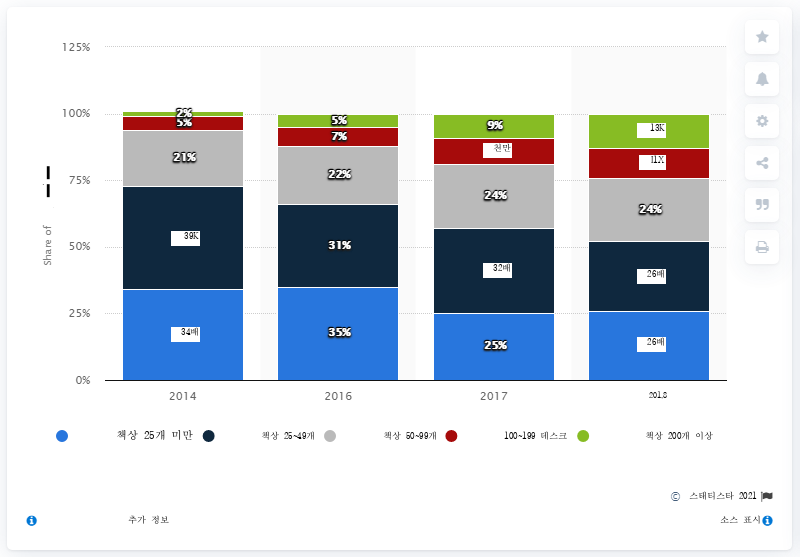 125%
100%
75%
50%
25%
0%
Share of
2% 5% 9% 13K
5% 7% 천만 11X
21% 22% 24% 24%
39K 31% 32배 26배
34배 35% 25% 26배
2014 2016 2017 2018
책상 25개 미만 책상 25~49개 책상 50~99개 100~199 데스크 책상 200개 이상
© 스태티스타 2021
추가 정보 소스 표시